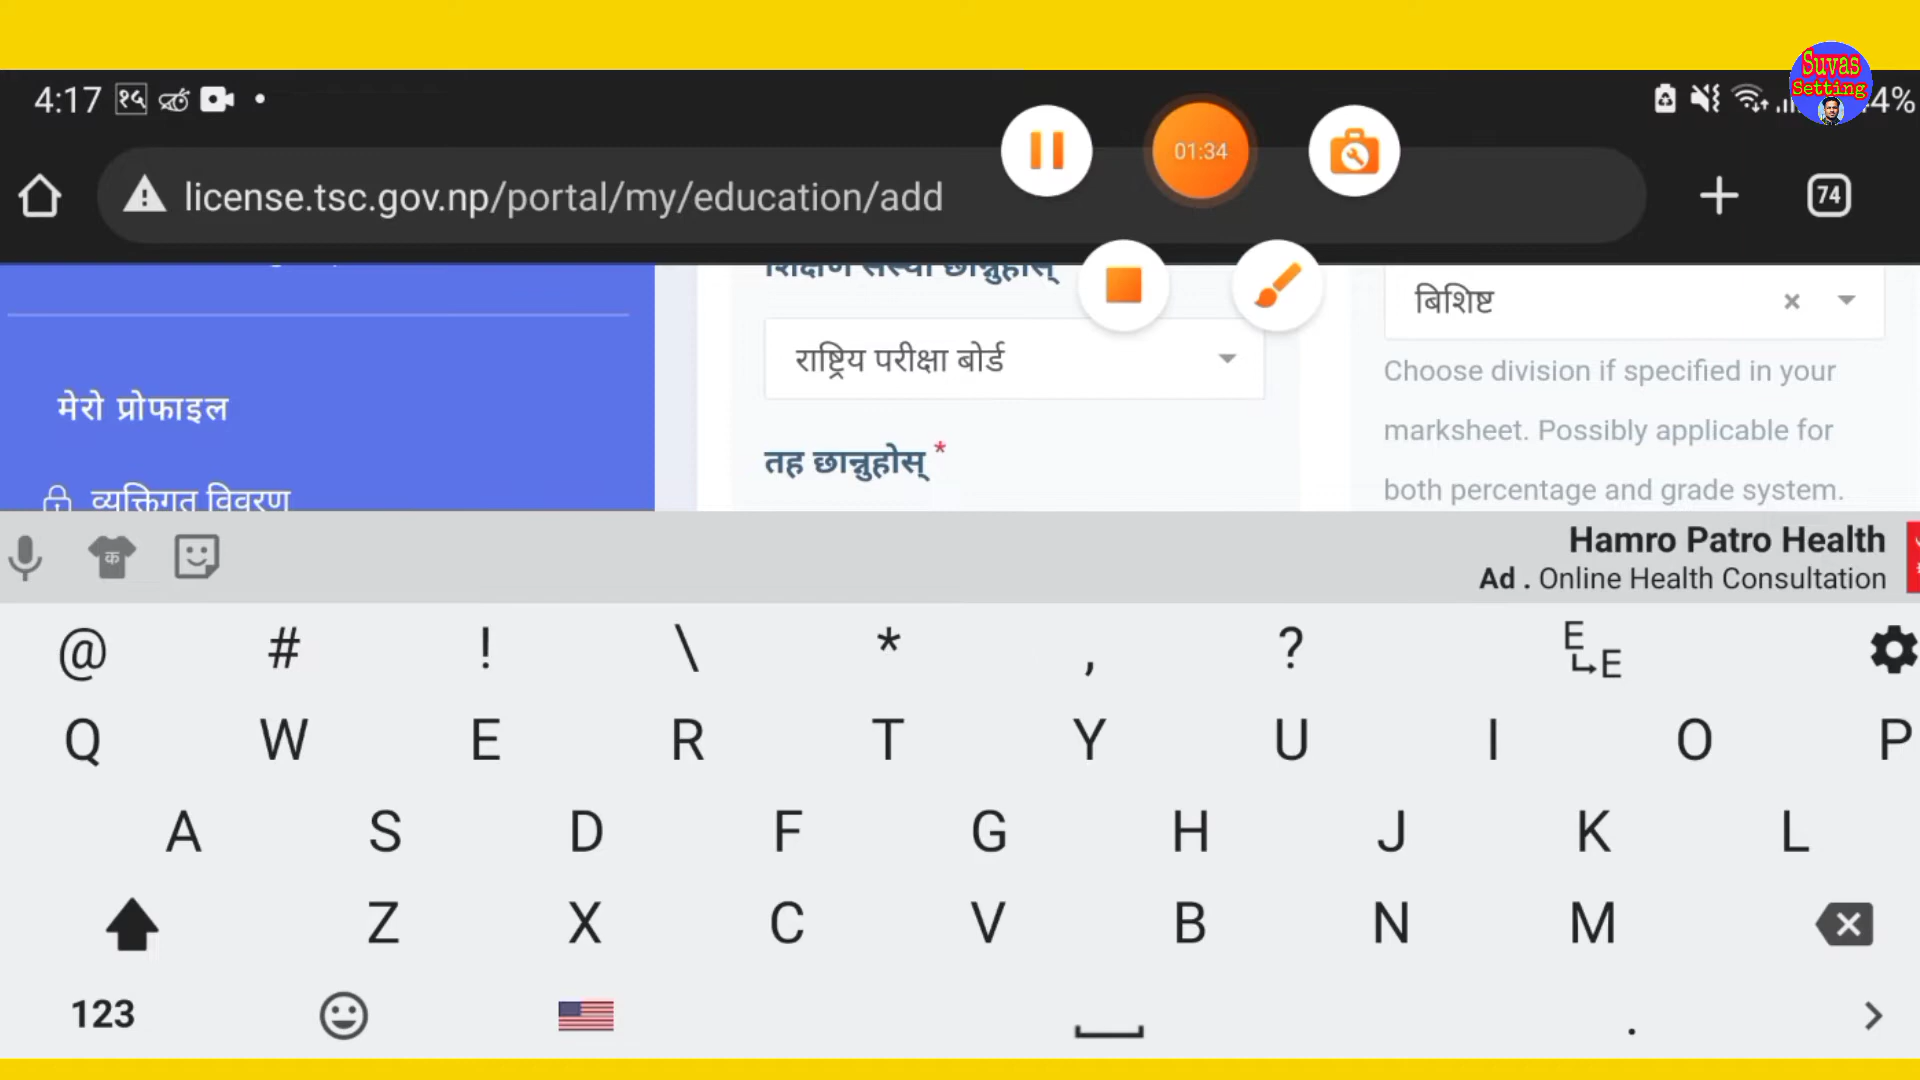 Suvas
Setting
4:17 १५
4%
01:34
license.tsc.gov.np/portal/my/education/add
74
शिक्षण संस्था छान्नुहोस्
राष्ट्रिय परीक्षा बोर्ड
तह छान्नुहोस् *
बिशिष्ट
Choose division if specified in your
marksheet. Possibly applicable for
both percentage and grade system.
मेरो प्रोफाइल
व्यक्तिगत विवरण
क
Hamro Patro Health
Ad . Online Health Consultation
@ # ! \ * , ? E E
Q W E R T Y U I O P
A S D F G H J K L
Z X C V B N M
123 .